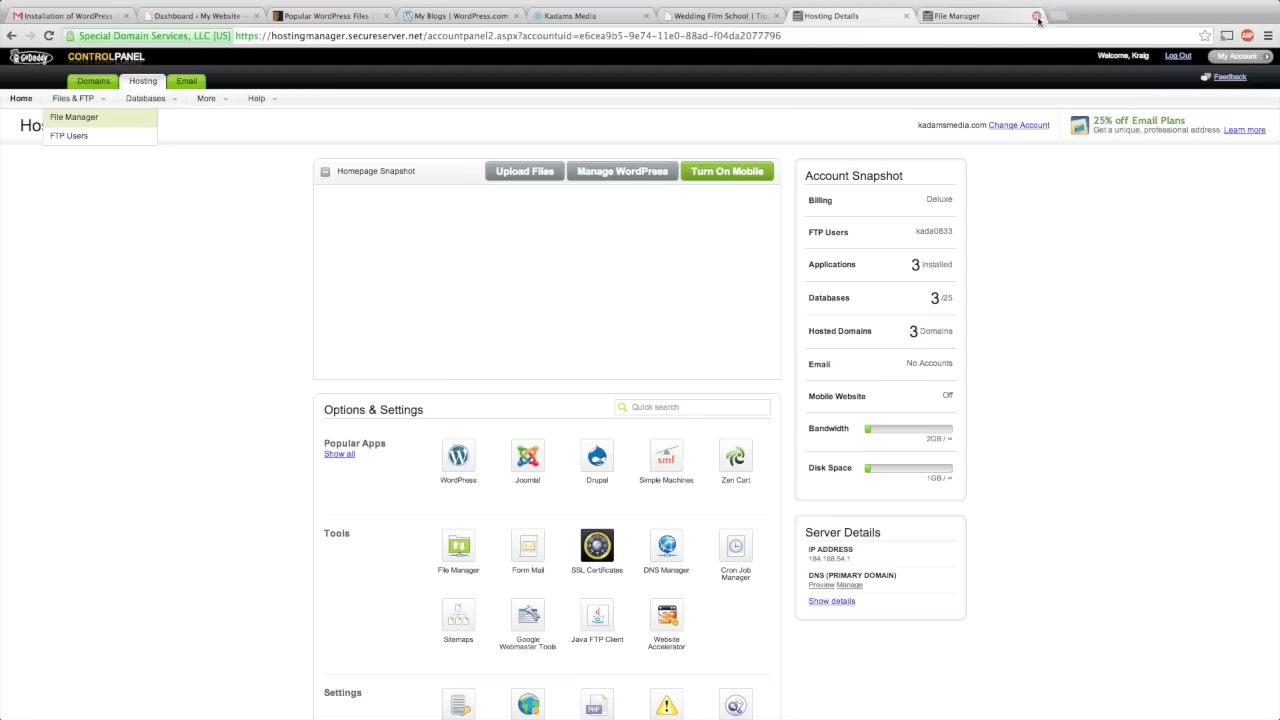 Installation of WordPress
Dashboard ‹ My Website —
Popular WordPress Files
My Blogs | WordPress.com
Kadams Media
Wedding Film School | Tip
Hosting Details
File Manager
Special Domain Services, LLC [US]
https://hostingmanager.secureserver.net/accountpanel2.aspx?accountuid=e6cea9b5-9e74-11e0-88ad-f04da2077796
GoDaddy
CONTROLPANEL
Welcome, Kraig
Log Out
My Account
Domains
Hosting
Email
Feedback
Home
Files & FTP
Databases
More
Help
File Manager
FTP Users
Hos
kadamsmedia.com Change Account
25% off Email Plans
Get a unique, professional address. Learn more
Homepage Snapshot
Upload Files
Manage WordPress
Turn On Mobile
Account Snapshot
Billing
Deluxe
FTP Users
kada0833
Applications
3 Installed
Databases
3 /25
Hosted Domains
3 Domains
Email
No Accounts
Mobile Website
Off
Bandwidth
2GB / ∞
Disk Space
1GB / ∞
Options & Settings
Quick search
Popular Apps
Show all
WordPress
Joomla!
Drupal
smf
Simple Machines
Zen Cart
Tools
File Manager
Form Mail
SSL Certificates
DNS Manager
Cron Job
Manager
Sitemaps
Google
Webmaster Tools
Java FTP Client
Website
Accelerator
Server Details
IP ADDRESS
184.168.54.1
DNS (PRIMARY DOMAIN)
Preview Manage
Show details
Settings
PHP